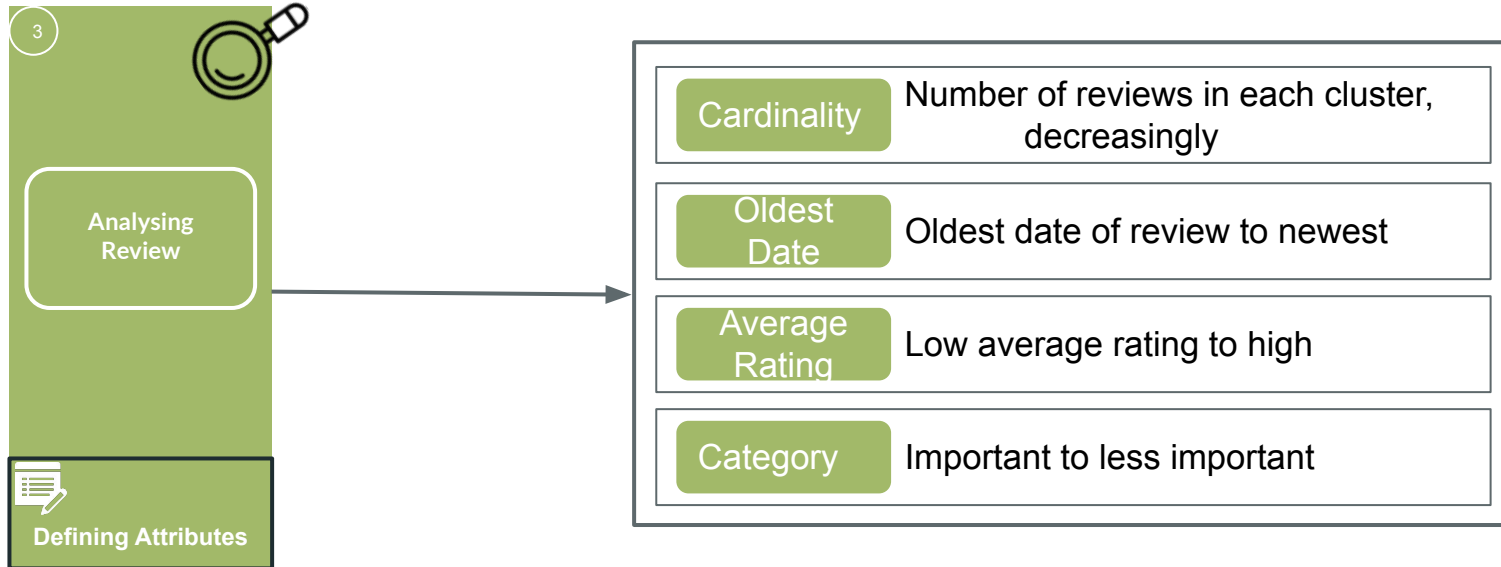 3
Analysing
Review
Defining Attributes
Cardinality
Number of reviews in each cluster,
decreasingly
Oldest
Date
Oldest date of review to newest
Average
Rating
Low average rating to high
Category
Important to less important